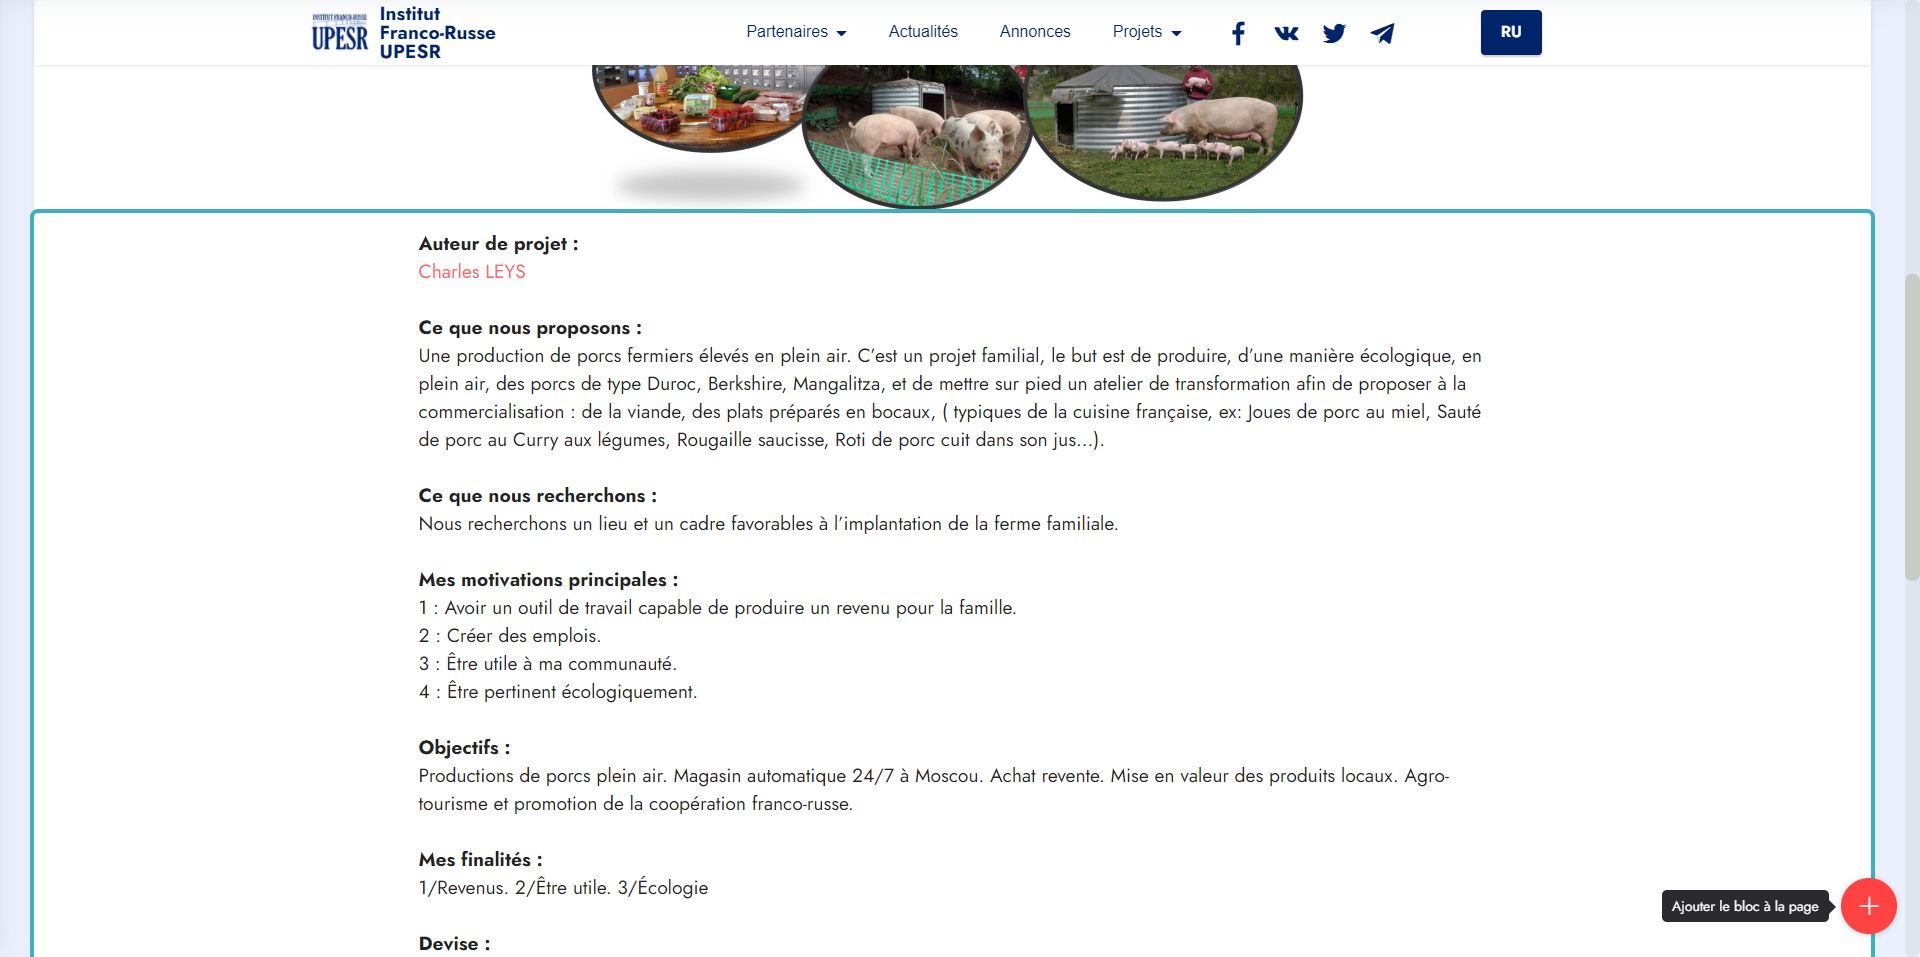 INSTITUT FRANCO-RUSSE
UPESR
Institut
Franco-Russe
UPESR
Partenaires
Actualités
Annonces
Projets
RU
Auteur de projet :
Charles LEYS
Ce que nous proposons :
Une production de porcs fermiers élevés en plein air. C’est un projet familial, le but est de produire, d’une manière écologique, en
plein air, des porcs de type Duroc, Berkshire, Mangalitza, et de mettre sur pied un atelier de transformation afin de proposer à la
commercialisation : de la viande, des plats préparés en bocaux, ( typiques de la cuisine française, ex: Joues de porc au miel, Sauté
de porc au Curry aux légumes, Rougaille saucisse, Roti de porc cuit dans son jus...).
Ce que nous recherchons :
Nous recherchons un lieu et un cadre favorables à l’implantation de la ferme familiale.
Mes motivations principales :
1 : Avoir un outil de travail capable de produire un revenu pour la famille.
2 : Créer des emplois.
3 : Être utile à ma communauté.
4 : Être pertinent écologiquement.
Objectifs :
Productions de porcs plein air. Magasin automatique 24/7 à Moscou. Achat revente. Mise en valeur des produits locaux. Agro-
tourisme et promotion de la coopération franco-russe.
Mes finalités :
1/Revenus. 2/Être utile. 3/Écologie
Ajouter le bloc à la page
Devise :